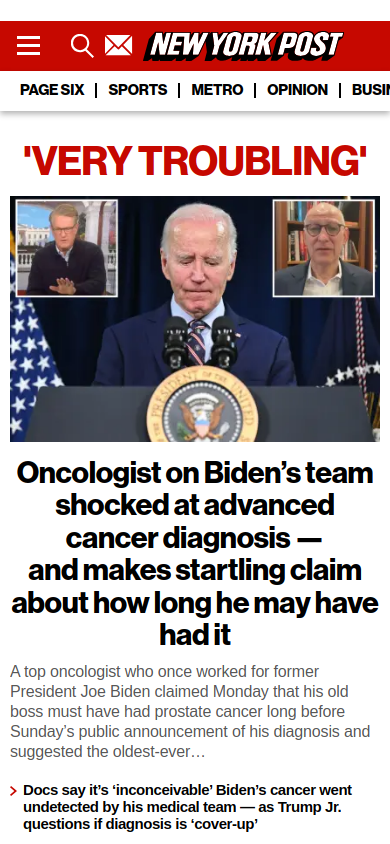 NEW YORK POST
PAGE SIX | SPORTS | METRO | OPINION | BUSIN
'VERY TROUBLING'
PRESIDENT OF THE
Oncologist on Biden’s team
shocked at advanced
cancer diagnosis —
and makes startling claim
about how long he may have
had it
A top oncologist who once worked for former
President Joe Biden claimed Monday that his old
boss must have had prostate cancer long before
Sunday’s public announcement of his diagnosis and
suggested the oldest-ever…
Docs say it’s ‘inconceivable’ Biden’s cancer went
undetected by his medical team — as Trump Jr.
questions if diagnosis is ‘cover-up’